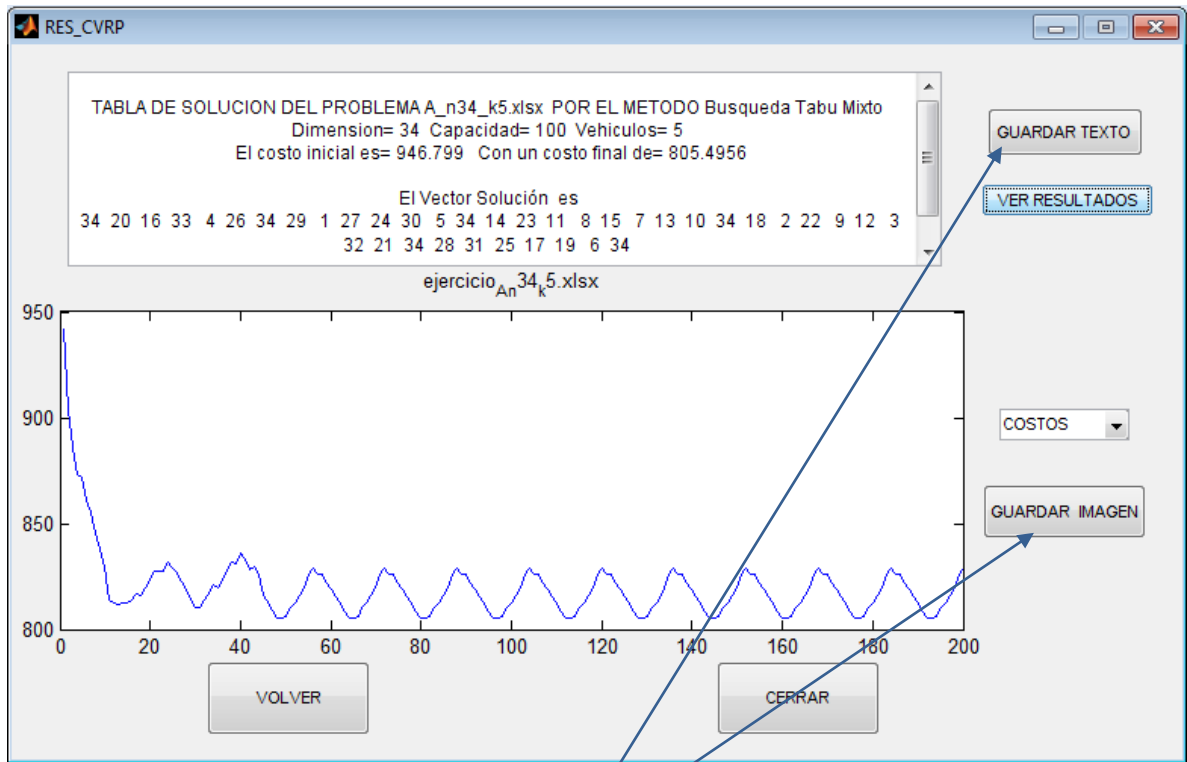 RES_CVRP
TABLA DE SOLUCION DEL PROBLEMA A_n34_k5.xlsx POR EL METODO Busqueda Tabu Mixto
Dimension= 34 Capacidad= 100 Vehiculos= 5
El costo inicial es= 946.799 Con un costo final de= 805.4956
El Vector Solución es
34 20 16 33 4 26 34 29 1 27 24 30 5 34 14 23 11 8 15 7 13 10 34 18 2 22 9 12 3
32 21 34 28 31 25 17 19 6 34
GUARDAR TEXTO
VER RESULTADOS
ejercicio_An34_k5.xlsx
950
900
850
800
0 20 40 60 80 100 120 140 160 180 200
COSTOS
GUARDAR IMAGEN
VOLVER
CERRAR